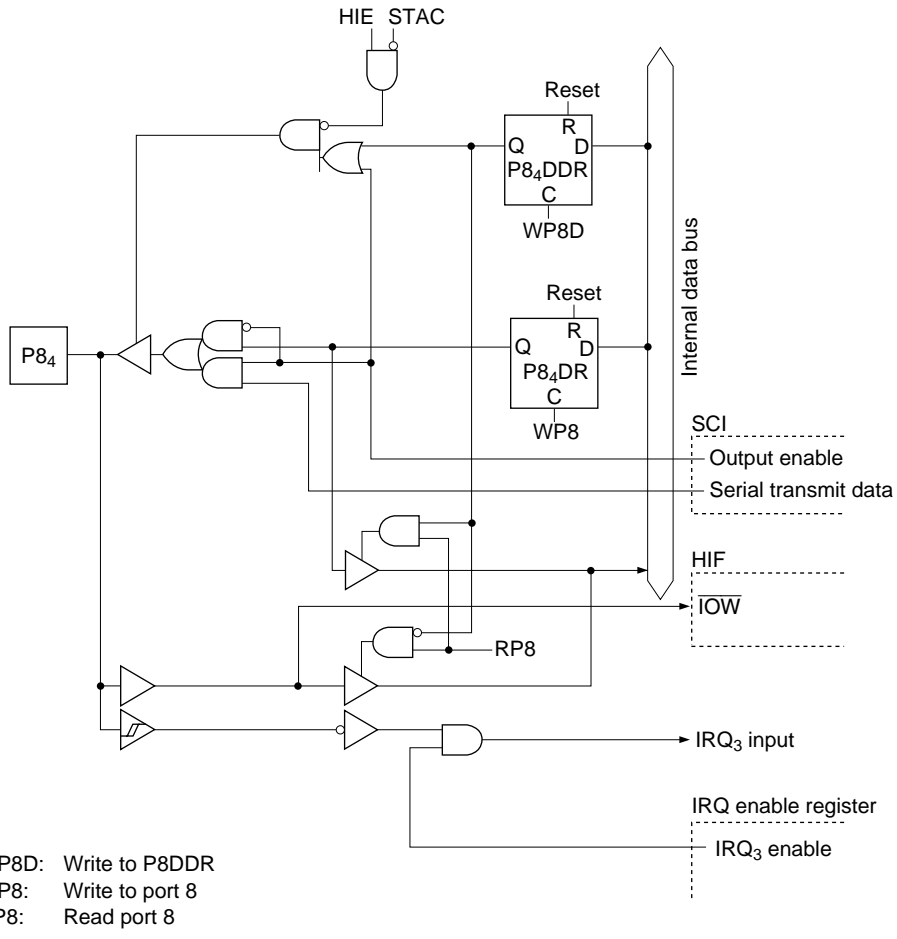 HIE STAC
Reset
R
Q D
P8₄DDR
C
WP8D
Internal data bus
Reset
R
Q D
P8₄DR
C
WP8
P8₄
SCI
Output enable
Serial transmit data
HIF
IOW
RP8
IRQ₃ input
IRQ enable register
IRQ₃ enable
P8D: Write to P8DDR
P8: Write to port 8
P8: Read port 8